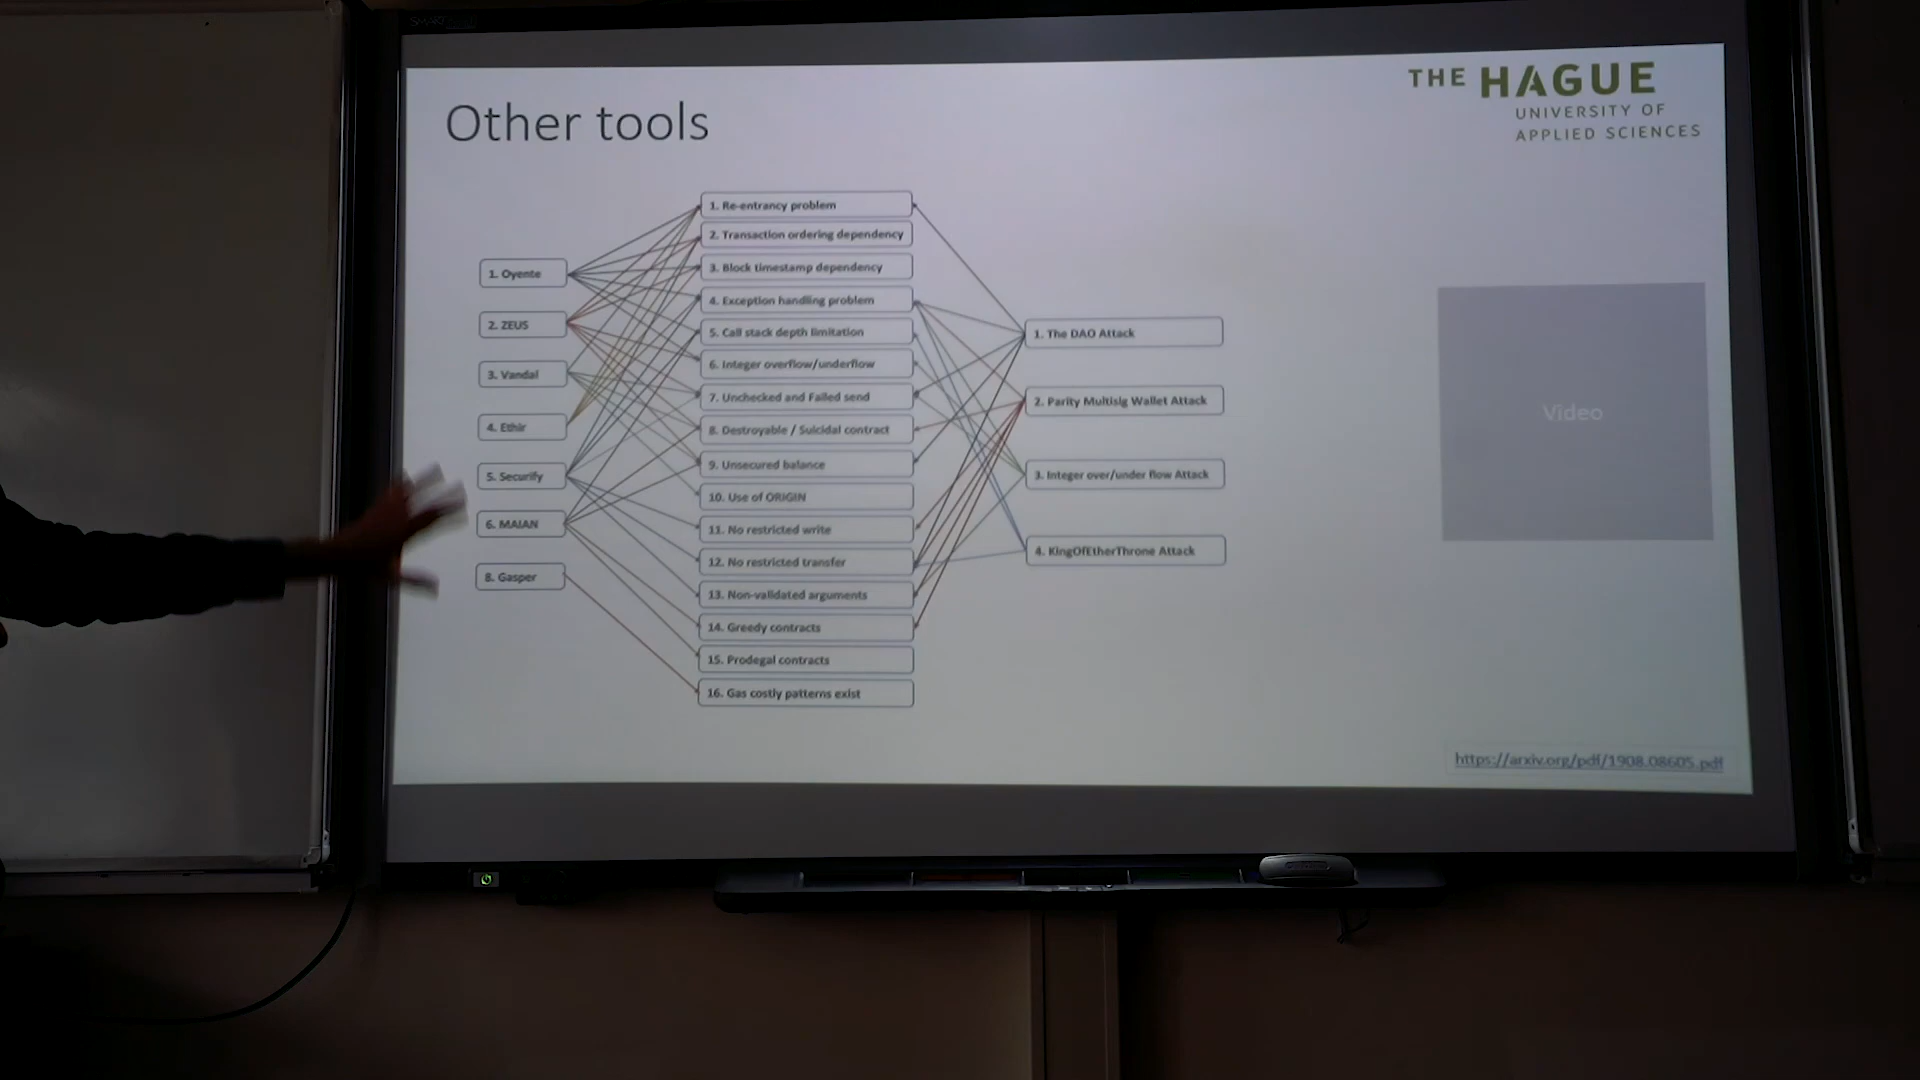 SMART
Other tools
THE HAGUE
UNIVERSITY OF
APPLIED SCIENCES
1. Oyente
2. ZEUS
3. Vandal
4. Ethir
5. Securify
6. MAIAN
8. Gasper
1. Re-entrancy problem
2. Transaction ordering dependency
3. Block timestamp dependency
4. Exception handling problem
5. Call stack depth limitation
6. Integer overflow/underflow
7. Unchecked and Failed send
8. Destroyable / Suicidal contract
9. Unsecured balance
10. Use of ORIGIN
11. No restricted write
12. No restricted transfer
13. Non-validated arguments
14. Greedy contracts
15. Prodegal contracts
16. Gas costly patterns exist
1. The DAO Attack
2. Parity Multisig Wallet Attack
3. Integer over/under flow Attack
4. KingOfEtherThrone Attack
Video
https://arxiv.org/pdf/1908.08605.pdf